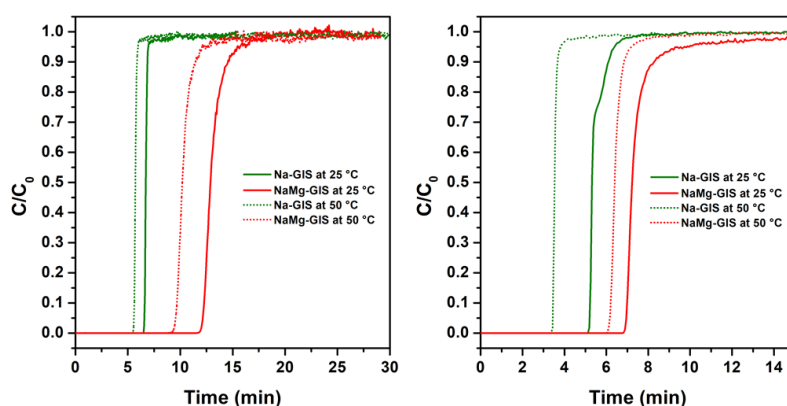 1.0
0.9
0.8
0.7
0.6
0.5
0.4
0.3
0.2
0.1
0.0
C/C0
Na-GIS at 25 °C
NaMg-GIS at 25 °C
Na-GIS at 50 °C
NaMg-GIS at 50 °C
0 5 10 15 20 25 30
Time (min)
1.0
0.9
0.8
0.7
0.6
0.5
0.4
0.3
0.2
0.1
0.0
C/C0
Na-GIS at 25 °C
NaMg-GIS at 25 °C
Na-GIS at 50 °C
NaMg-GIS at 50 °C
0 2 4 6 8 10 12 14
Time (min)